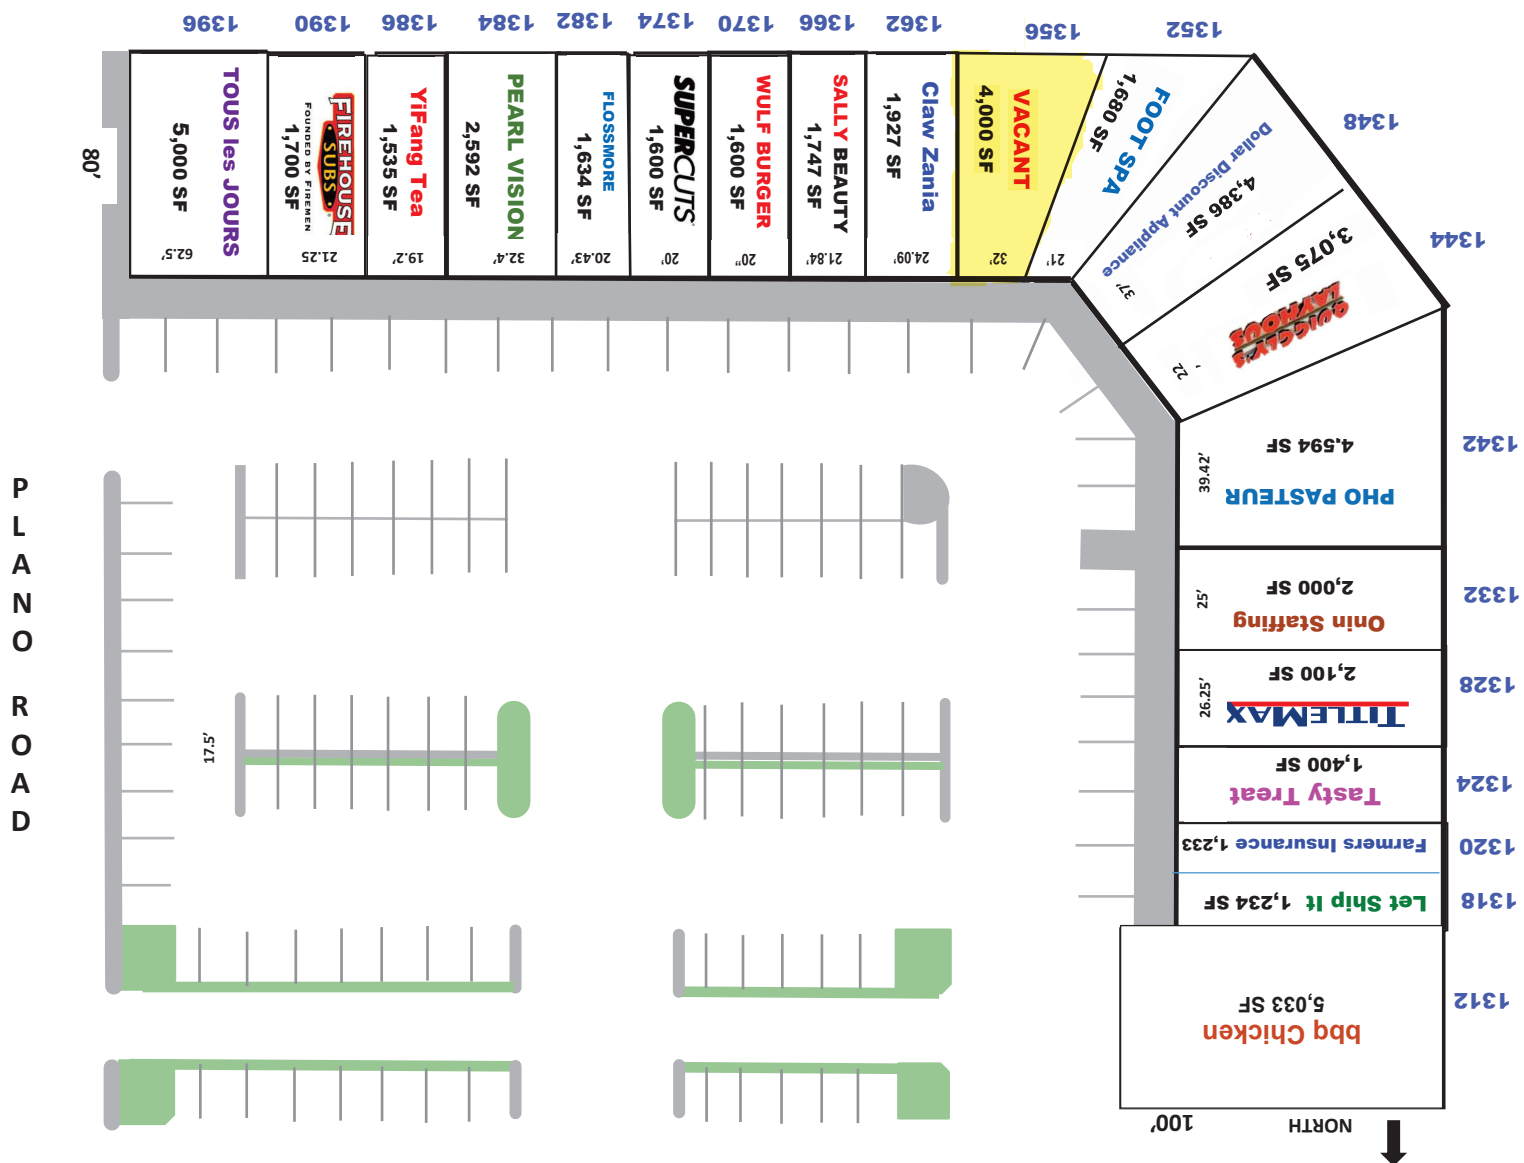 1396
1390
1386
1384
1382
1374
1370
1366
1362
1356
1352
1348
1344
1342
1332
1328
1324
1320
1318
1312
80'
TOUS les JOURS
5,000 SF
62.5'
FIREHOUSE
SUBS
FOUNDED BY FIREMEN
1,700 SF
21.25
YiFang Tea
1,535 SF
19.2'
PEARL VISION
2,592 SF
32.4'
FLOSSMORE
1,634 SF
20.43'
SUPERCUTS
1,600 SF
20'
WULF BURGER
1,600 SF
20"
SALLY BEAUTY
1,747 SF
21.84'
Claw Zania
1,927 SF
24.09'
VACANT
4,000 SF
32'
FOOT SPA
1,680 SF
21'
Dollar Discount Appliance
4,386 SF
37'
3,075 SF
QUIGGLY'S
LAYHOUS
22
'
4,594 SF
PHO PASTEUR
39.42'
2,000 SF
Onin Staffing
25'
2,100 SF
TITLEMAX
26.25'
1,400 SF
Tasty Treat
Farmers Insurance 1,233
Let Ship It 1,234 SF
5,033 SF
bbq Chicken
100'
NORTH
17.5'
PLANO ROAD